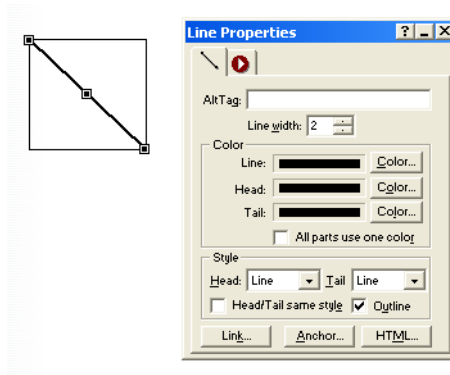 Line Properties
AltTag:
Line width: 2
Color
Line: Color...
Head: Color...
Tail: Color...
All parts use one color
Style
Head: Line Tail Line
Head/Tail same style Outline
Link... Anchor... HTML...